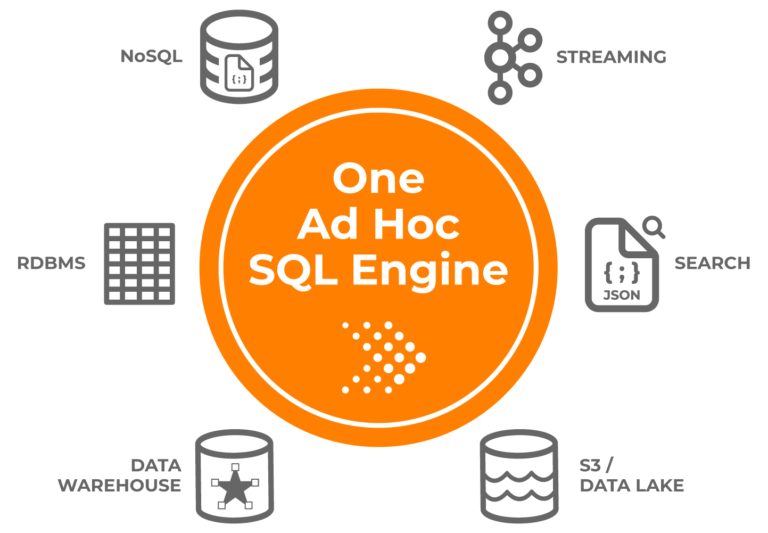 NoSQL
{;}
STREAMING
One
Ad Hoc
SQL Engine
RDBMS
{;}
JSON
SEARCH
DATA
WAREHOUSE
S3 /
DATA LAKE